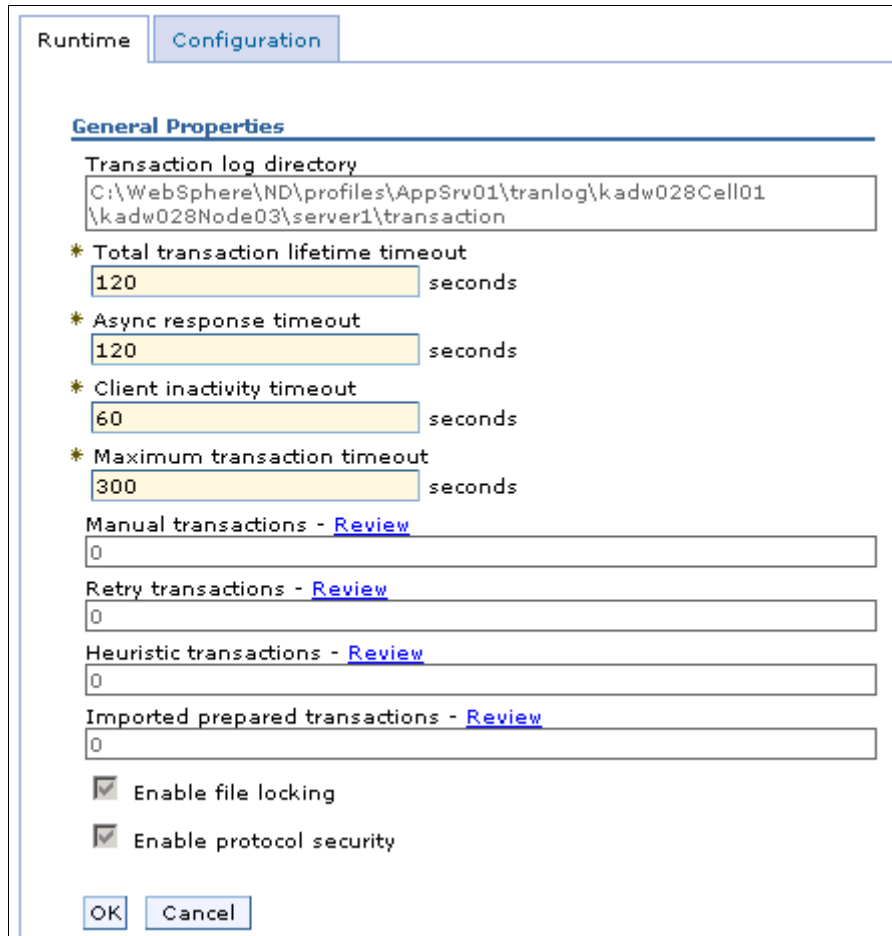 Runtime
Configuration
General Properties
Transaction log directory
C:\WebSphere\ND\profiles\AppSrv01\tranlog\kadw028Cell01
\kadw028Node03\server1\transaction
* Total transaction lifetime timeout
120 seconds
* Async response timeout
120 seconds
* Client inactivity timeout
60 seconds
* Maximum transaction timeout
300 seconds
Manual transactions - Review
0
Retry transactions - Review
0
Heuristic transactions - Review
0
Imported prepared transactions - Review
0
Enable file locking
Enable protocol security
OK Cancel